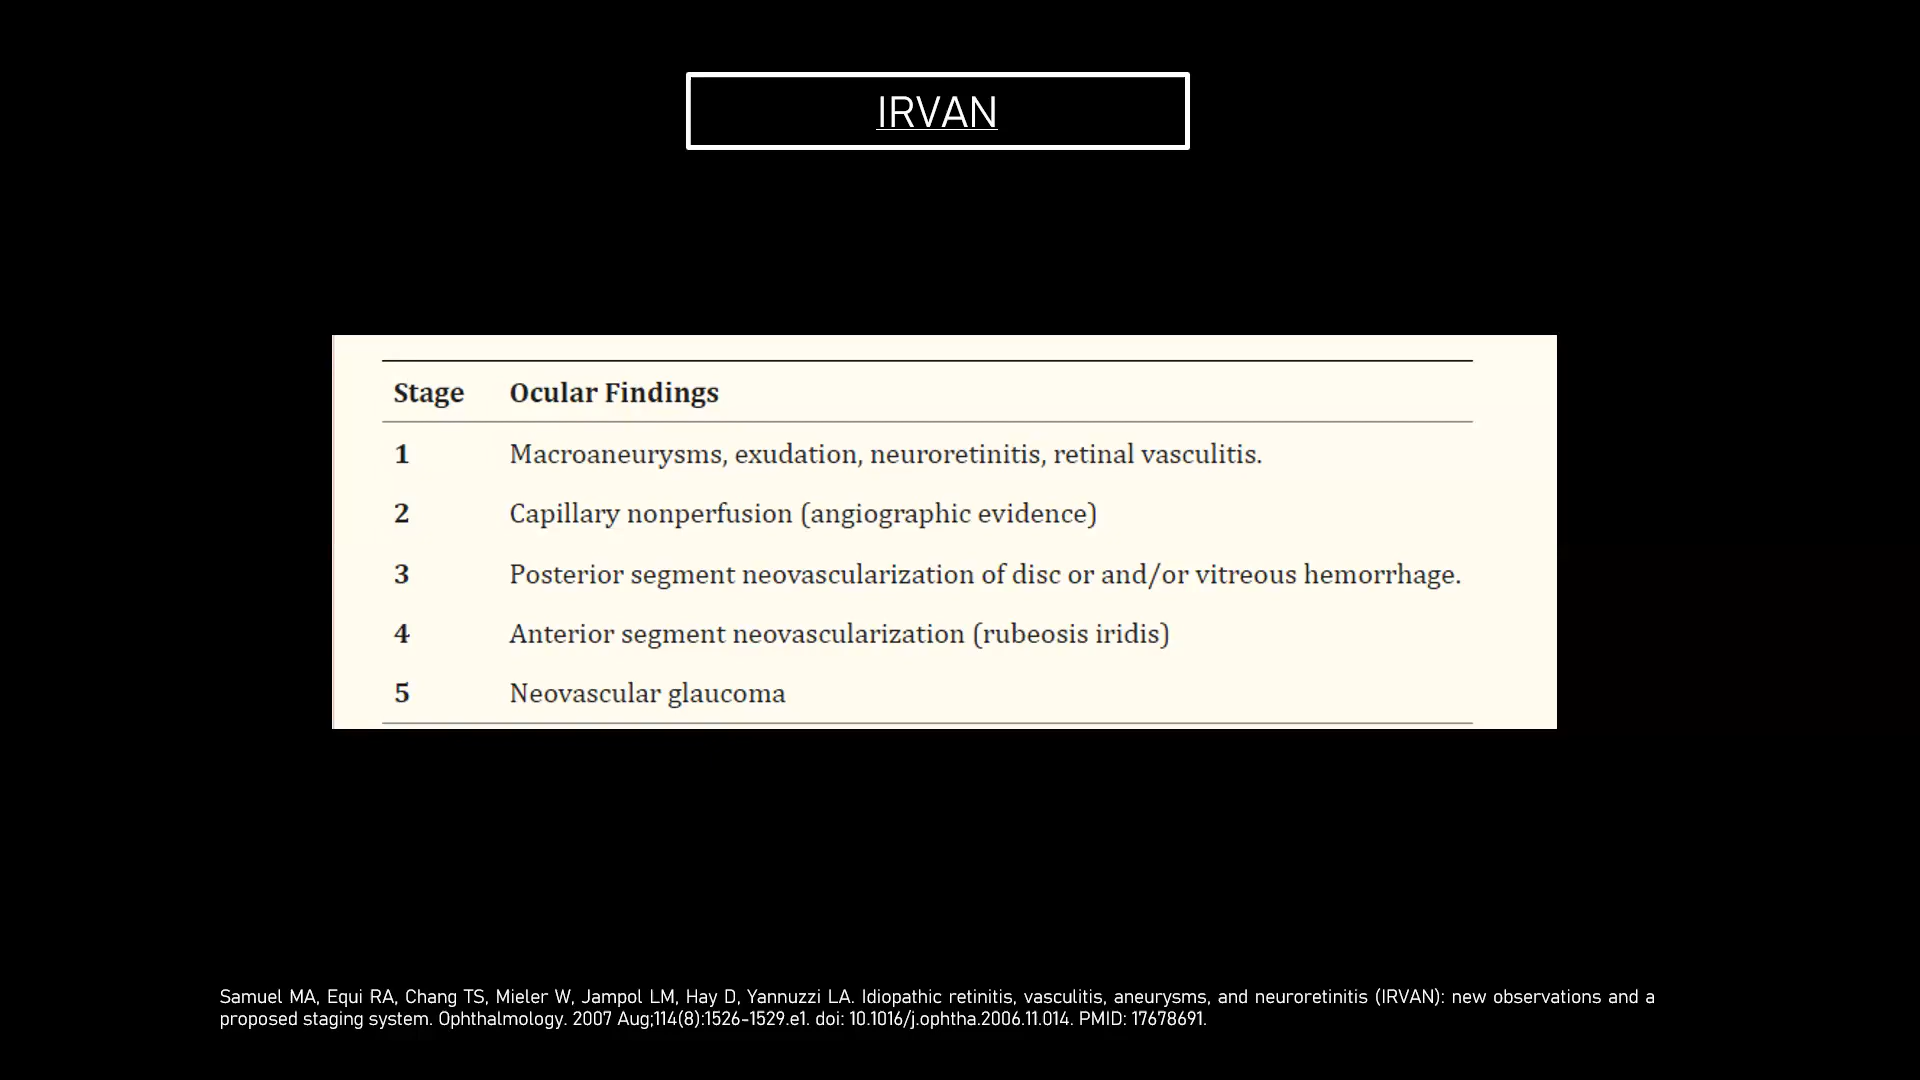 IRVAN
Stage Ocular Findings
1 Macroaneurysms, exudation, neuroretinitis, retinal vasculitis.
2 Capillary nonperfusion (angiographic evidence)
3 Posterior segment neovascularization of disc or and/or vitreous hemorrhage.
4 Anterior segment neovascularization (rubeosis iridis)
5 Neovascular glaucoma
Samuel MA, Equi RA, Chang TS, Mieler W, Jampol LM, Hay D, Yannuzzi LA. Idiopathic retinitis, vasculitis, aneurysms, and neuroretinitis (IRVAN): new observations and a
proposed staging system. Ophthalmology. 2007 Aug;114(8):1526-1529.e1. doi: 10.1016/j.ophtha.2006.11.014. PMID: 17678691.